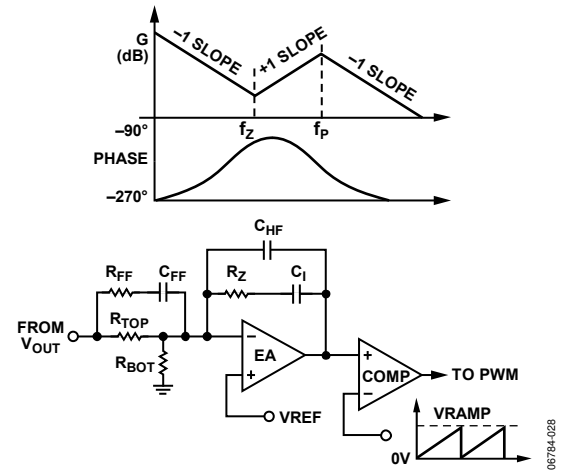 G
(dB)
–1 SLOPE
+1 SLOPE
–1 SLOPE
–90°
fZ
fP
PHASE
–270°
CHF
RFF
CFF
RZ
CI
FROM
VOUT
RTOP
RBOT
–
EA
+
+
COMP
–
TO PWM
VREF
VRAMP
0V
06784-028